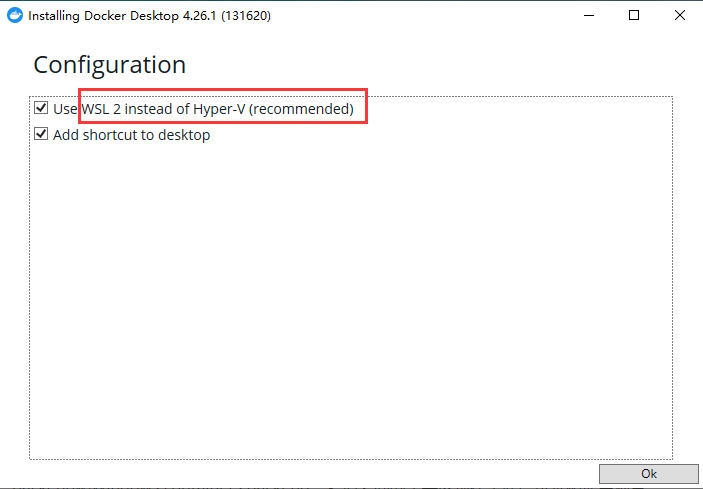 Installing Docker Desktop 4.26.1 (131620)
Configuration
Use WSL 2 instead of Hyper-V (recommended)
Add shortcut to desktop
Ok